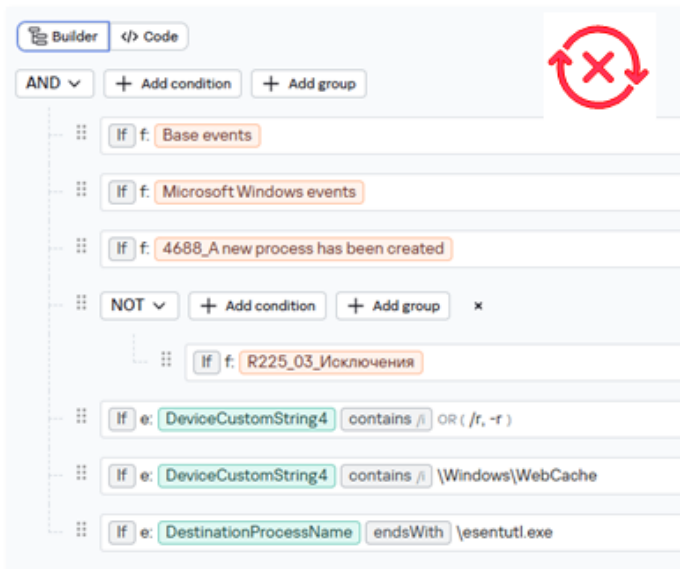 Builder </> Code
AND + Add condition + Add group
If f: Base events
If f: Microsoft Windows events
If f: 4688_A new process has been created
NOT + Add condition + Add group ×
If f: R225_03_Исключения
If e: DeviceCustomString4 contains /i OR ( /r, -r )
If e: DeviceCustomString4 contains /i \Windows\WebCache
If e: DestinationProcessName endsWith \esentutl.exe